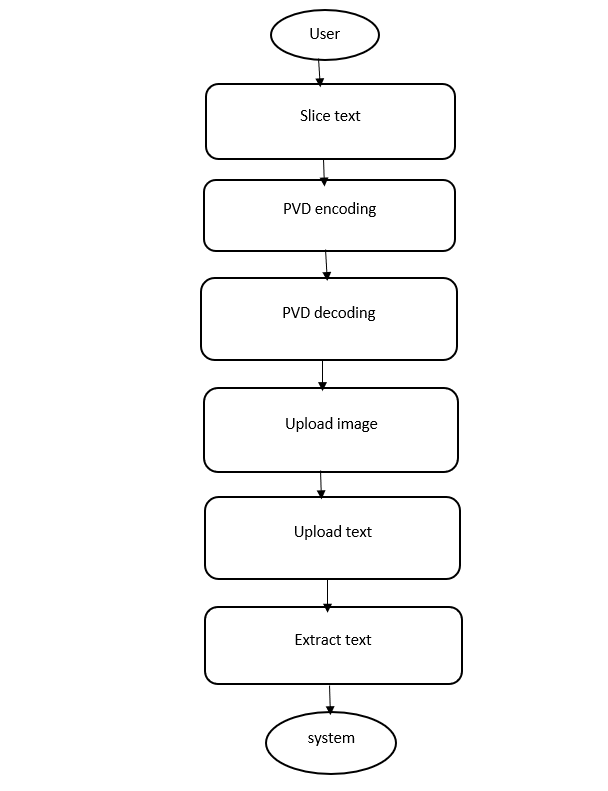 User
Slice text
PVD encoding
PVD decoding
Upload image
Upload text
Extract text
system